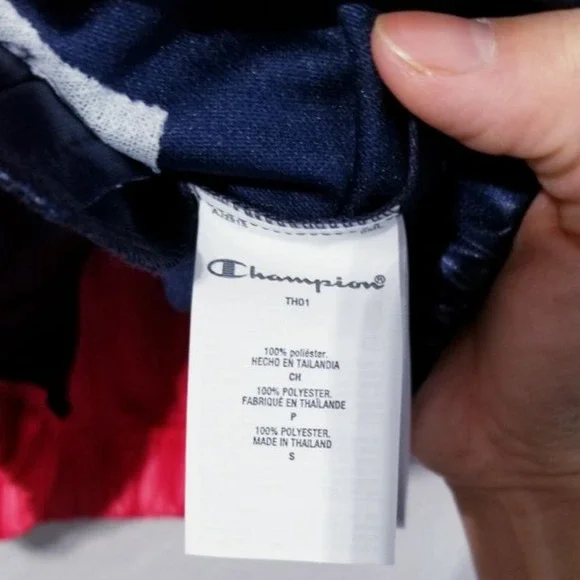 Champion®
TH01
100% poliéster.
HECHO EN TAILANDIA
CH
100% POLYESTER.
FABRIQUÉ EN THAÏLANDE
P
100% POLYESTER.
MADE IN THAILAND
S